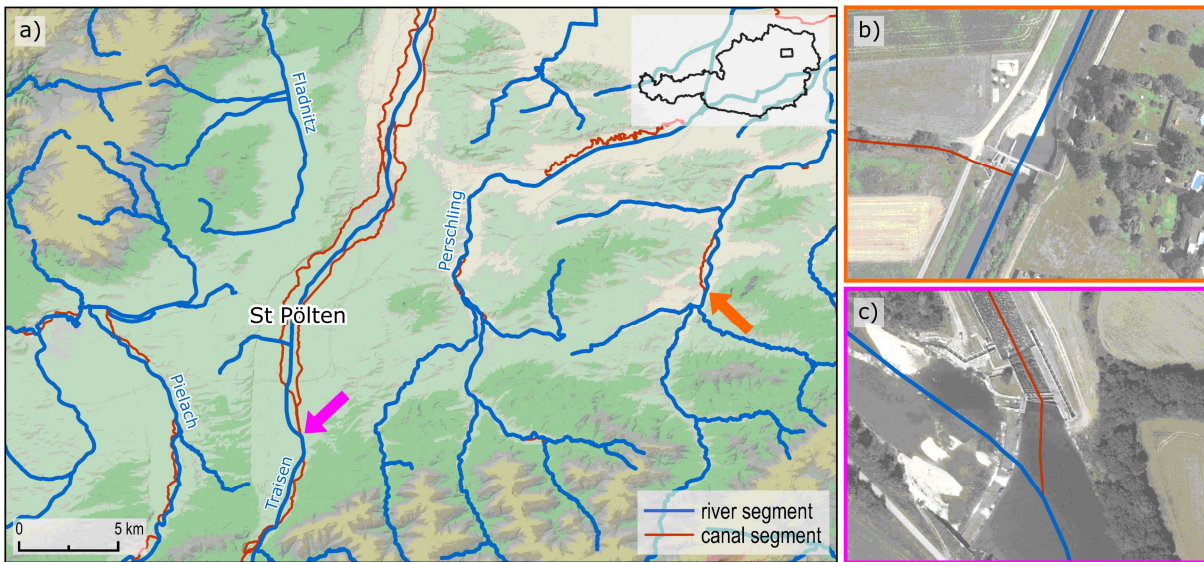 a)
Fladnitz
Perschling
St Pölten
Pielach
Traisen
0 5 km
river segment
canal segment
b)
c)